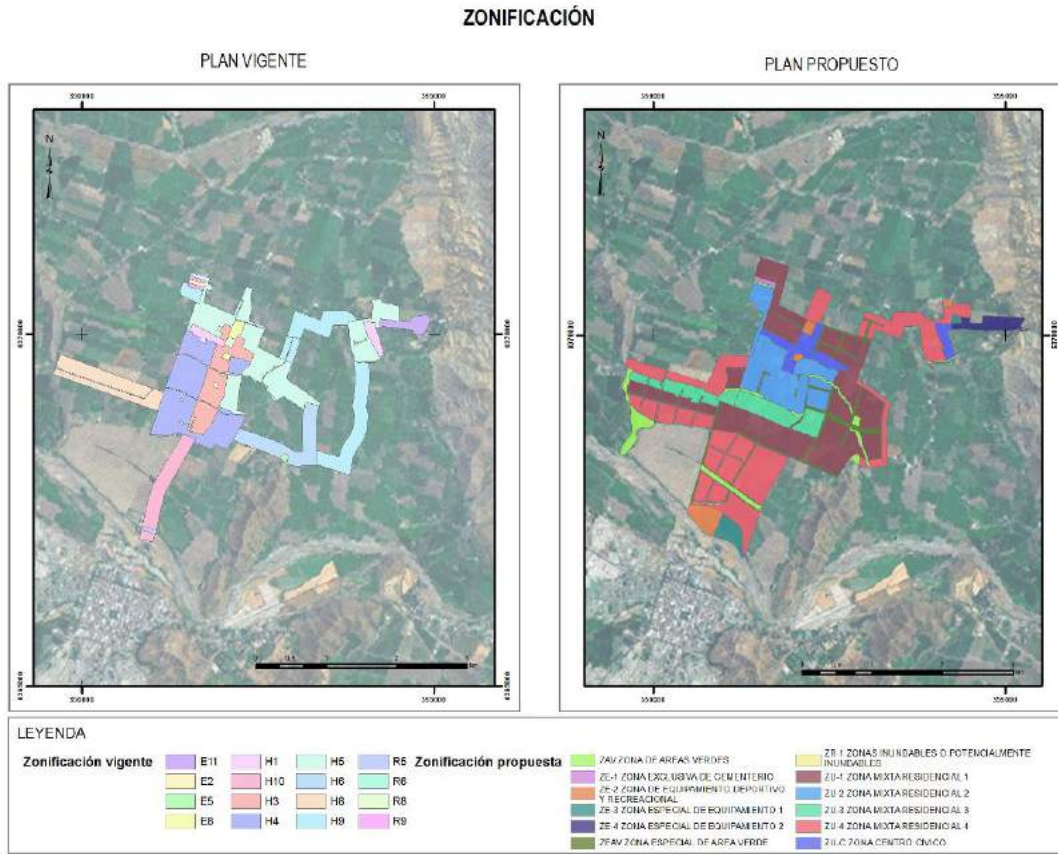 ZONIFICACIÓN
PLAN VIGENTE
PLAN PROPUESTO
N
N
LEYENDA
Zonificación vigente
E11
E2
E5
E8
H1
H10
H3
H4
H5
H6
H8
H9
R5
R6
R8
R9
Zonificación propuesta
ZAV ZONA DE AREAS VERDES
ZE-1 ZONA EXCLUSIVA DE CEMENTERIO
ZE-2 ZONA DE EQUIPAMIENTO DEPORTIVO
Y RECREACIONAL
ZE-3 ZONA ESPECIAL DE EQUIPAMIENTO 1
ZE-4 ZONA ESPECIAL DE EQUIPAMIENTO 2
ZEAV ZONA ESPECIAL DE AREA VERDE
ZR-1 ZONAS INUNDABLES O POTENCIALMENTE
INUNDABLES
ZU-1 ZONA MIXTA RESIDENCIAL 1
ZU-2 ZONA MIXTA RESIDENCIAL 2
ZU-3 ZONA MIXTA RESIDENCIAL 3
ZU-4 ZONA MIXTA RESIDENCIAL 4
ZU-C ZONA CENTRO CÍVICO